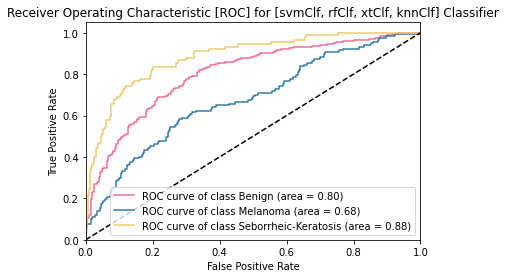 Receiver Operating Characteristic [ROC] for [svmClf, rfClf, xtClf, knnClf] Classifier
1.0
0.8
0.6
0.4
0.2
0.0
True Positive Rate
ROC curve of class Benign (area = 0.80)
ROC curve of class Melanoma (area = 0.68)
ROC curve of class Seborrheic-Keratosis (area = 0.88)
0.0 0.2 0.4 0.6 0.8 1.0
False Positive Rate